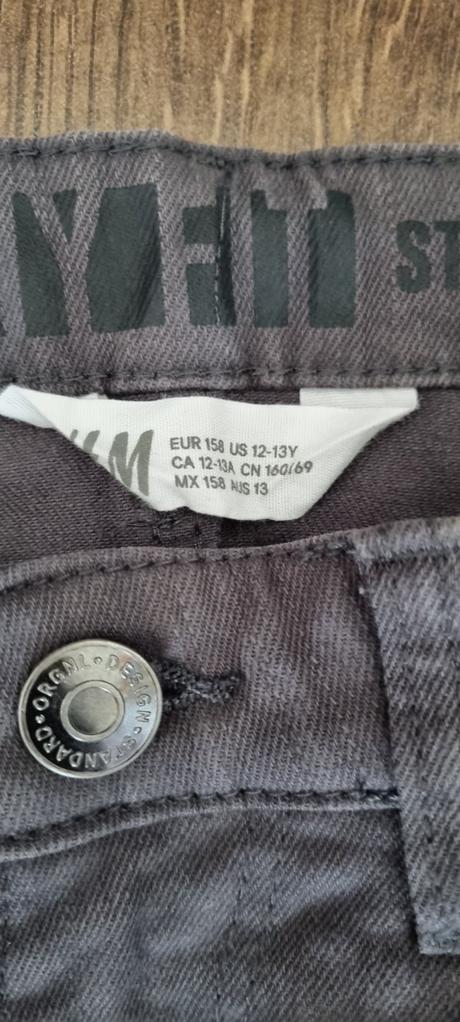 Y FIT ST
H&M
EUR 158 US 12-13Y
CA 12-13A CN 160/69
MX 158 AUS 13
ORGNL • DESIGN • STANDARD •